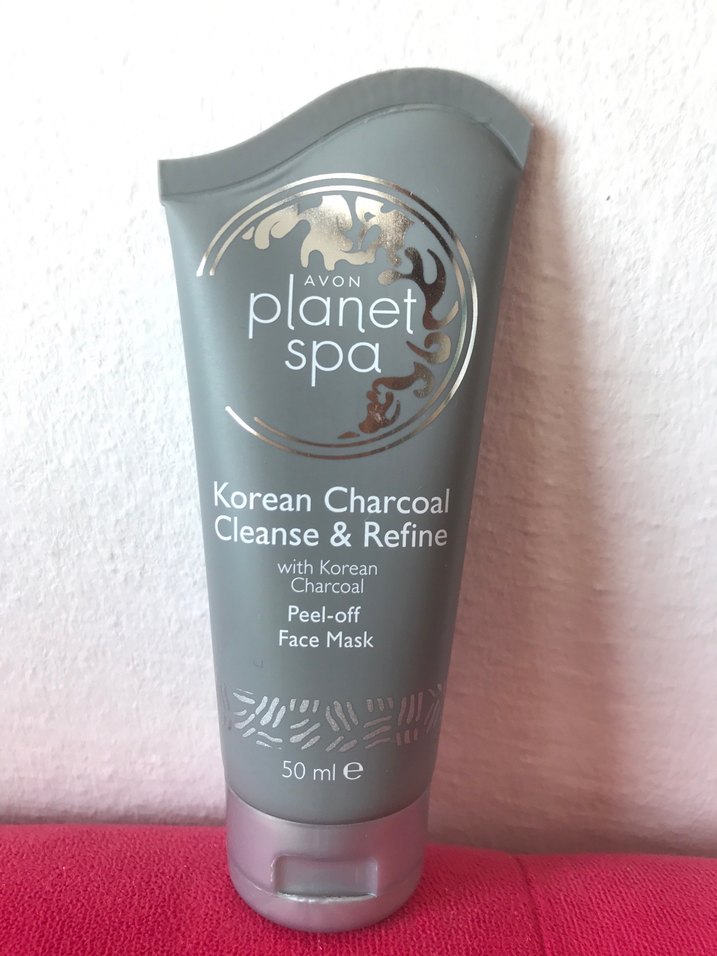 AVON
planet
spa
Korean Charcoal
Cleanse & Refine
with Korean
Charcoal
Peel-off
Face Mask
50 ml ℮